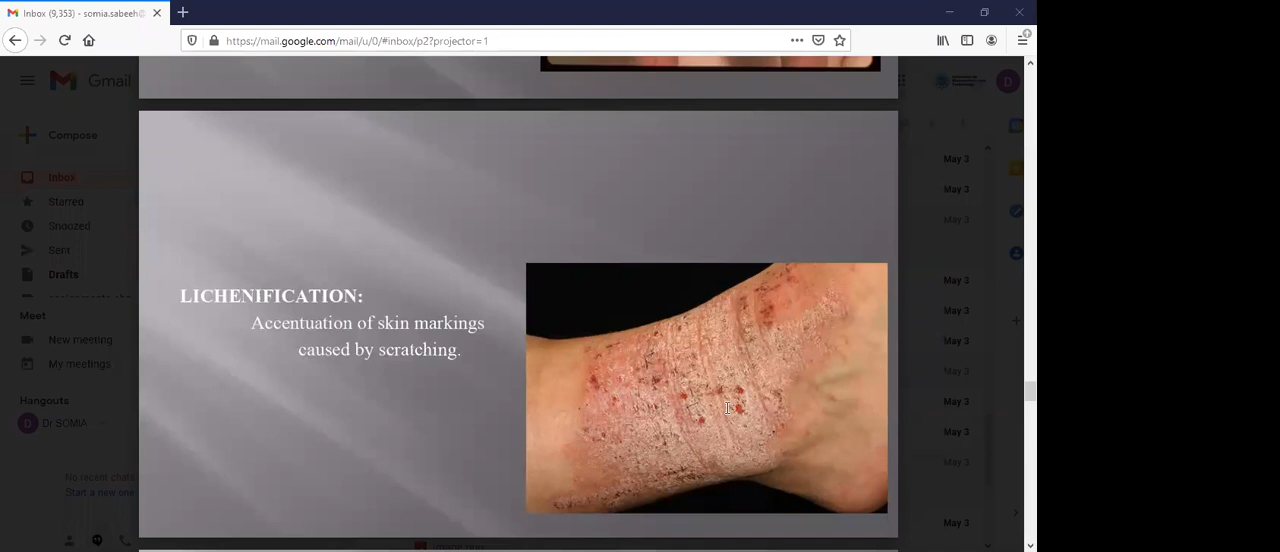 Inbox (9,353) - somia.sabeeh@
https://mail.google.com/mail/u/0/#inbox/p2?projector=1
Gmail
D
Compose
Inbox
Starred
Snoozed
Sent
Drafts
Meet
New meeting
My meetings
Hangouts
Dr SOMIA
No recent chats
Start a new one
LICHENIFICATION:
Accentuation of skin markings
caused by scratching.
May 3
May 3
May 3
May 3
May 3
May 3
May 3
May 3
May 3
May 3
May 3